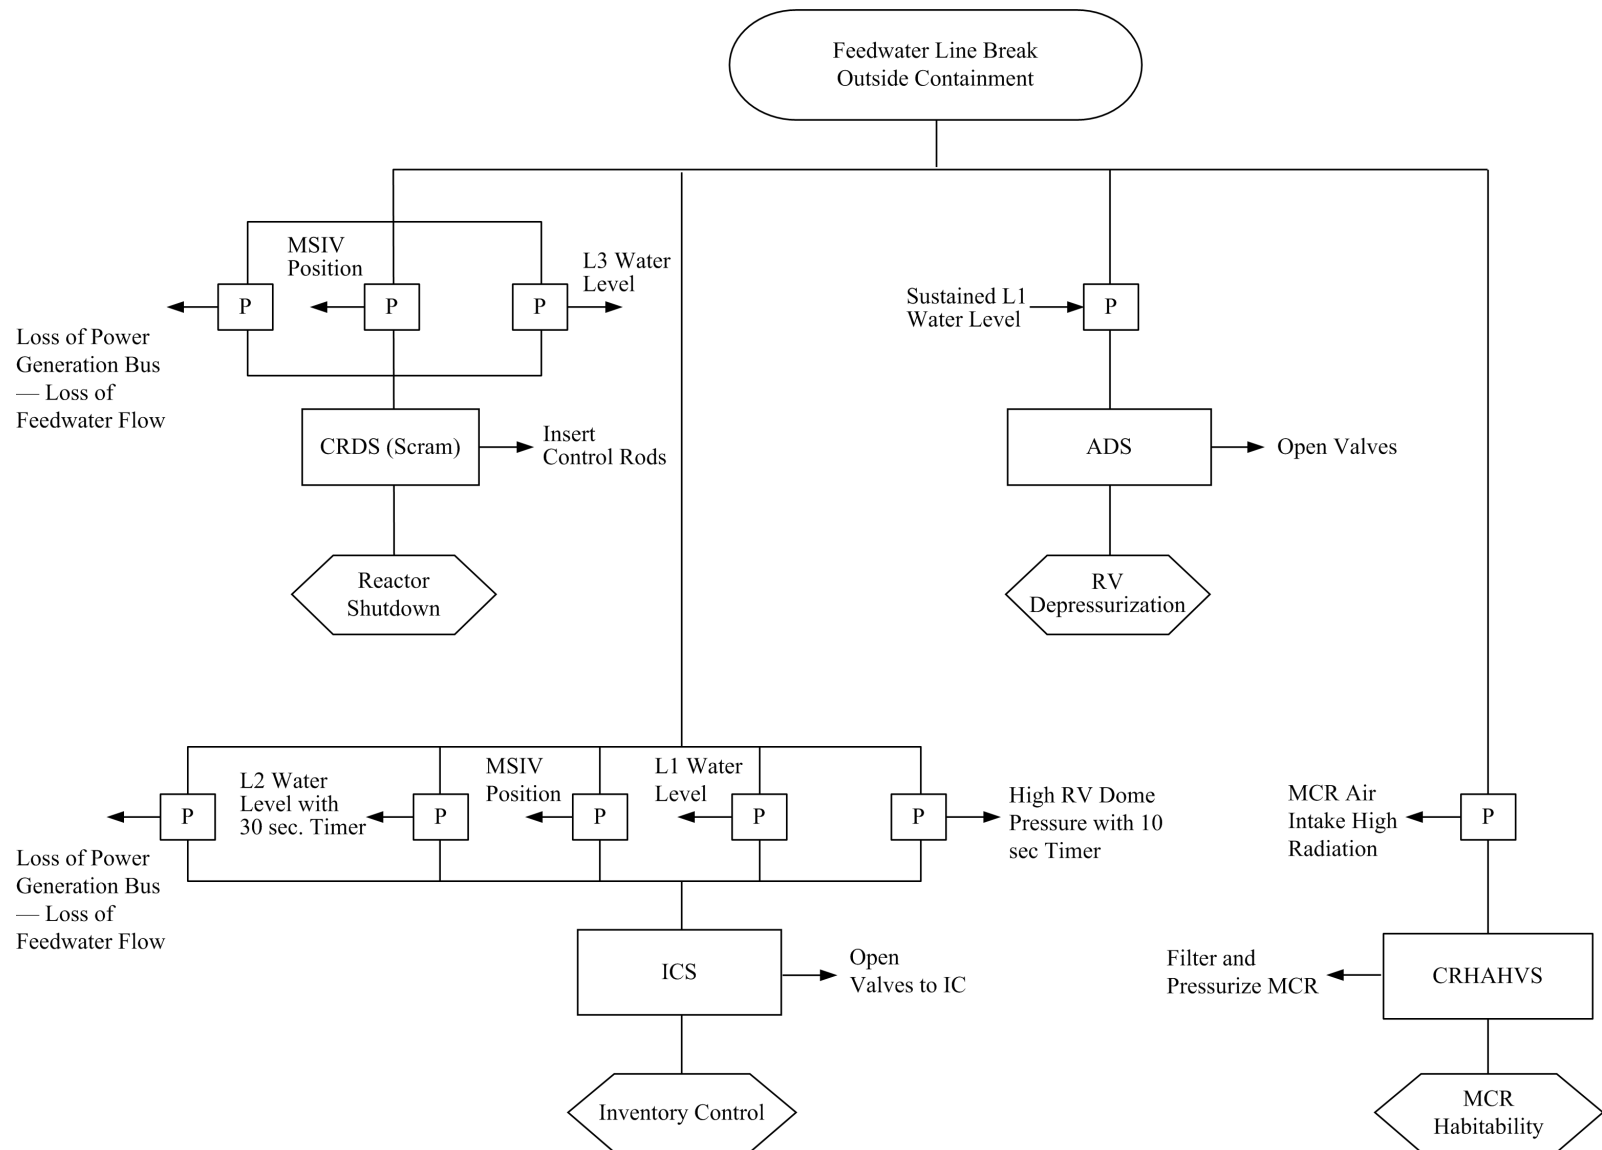 Feedwater Line Break
Outside Containment
MSIV
Position
L3 Water
Level
P
P
P
Loss of Power
Generation Bus
— Loss of
Feedwater Flow
Sustained L1
Water Level
P
CRDS (Scram)
Insert
Control Rods
ADS
Open Valves
Reactor
Shutdown
RV
Depressurization
P
L2 Water
Level with
30 sec. Timer
P
MSIV
Position
P
L1 Water
Level
P
P
High RV Dome
Pressure with 10
sec Timer
MCR Air
Intake High
Radiation
P
Loss of Power
Generation Bus
— Loss of
Feedwater Flow
ICS
Open
Valves to IC
Filter and
Pressurize MCR
CRHAHVS
Inventory Control
MCR
Habitability